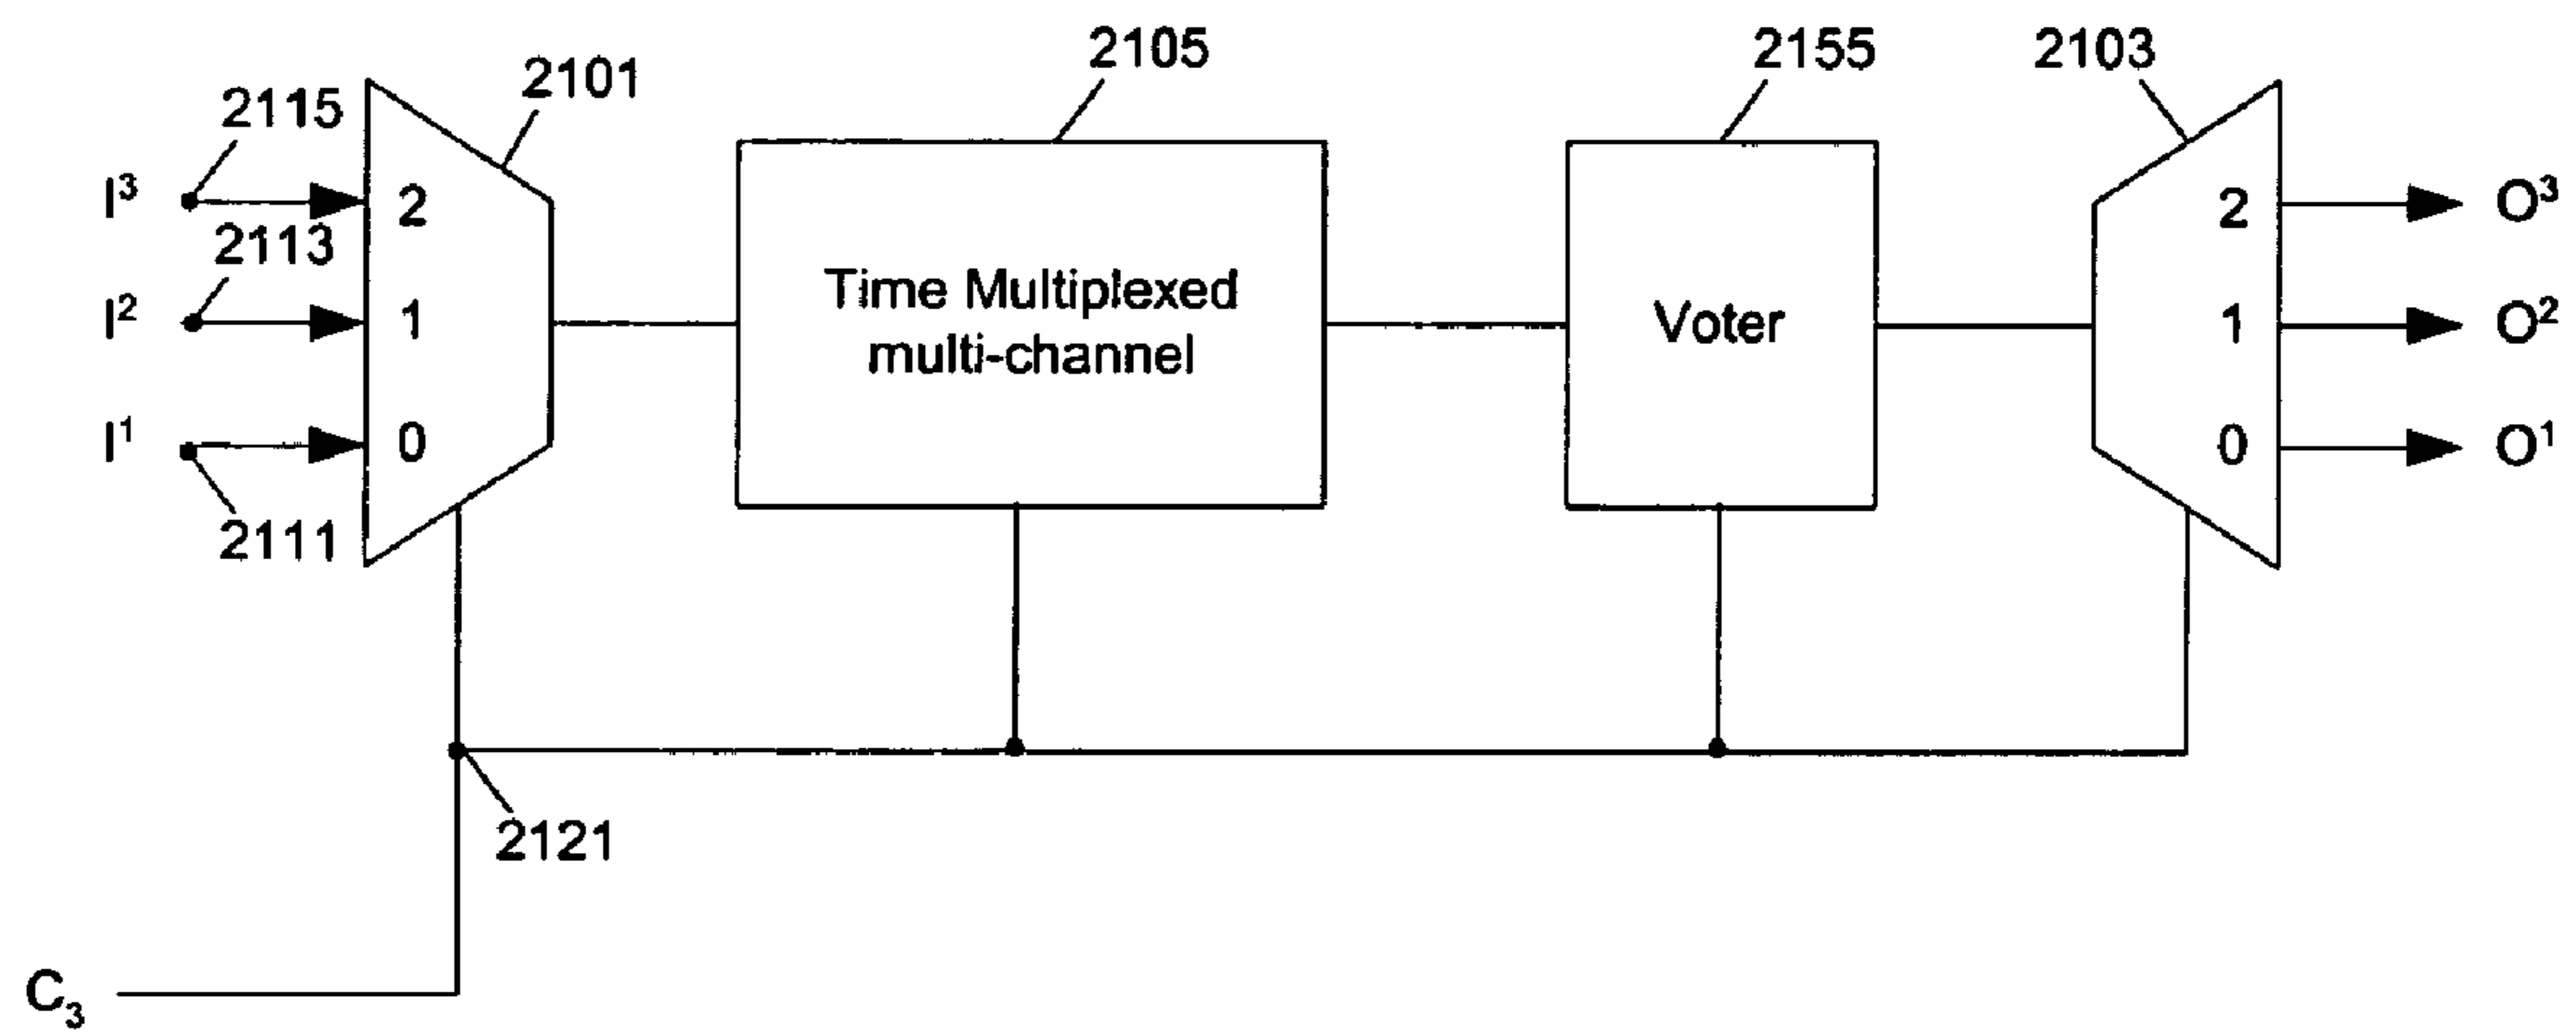 2105
2155
2103
2101
2115
I³
2
2
O³
2113
I²
1
Time Multiplexed
multi-channel
Voter
1
O²
I¹
0
0
O¹
2111
2121
C₃